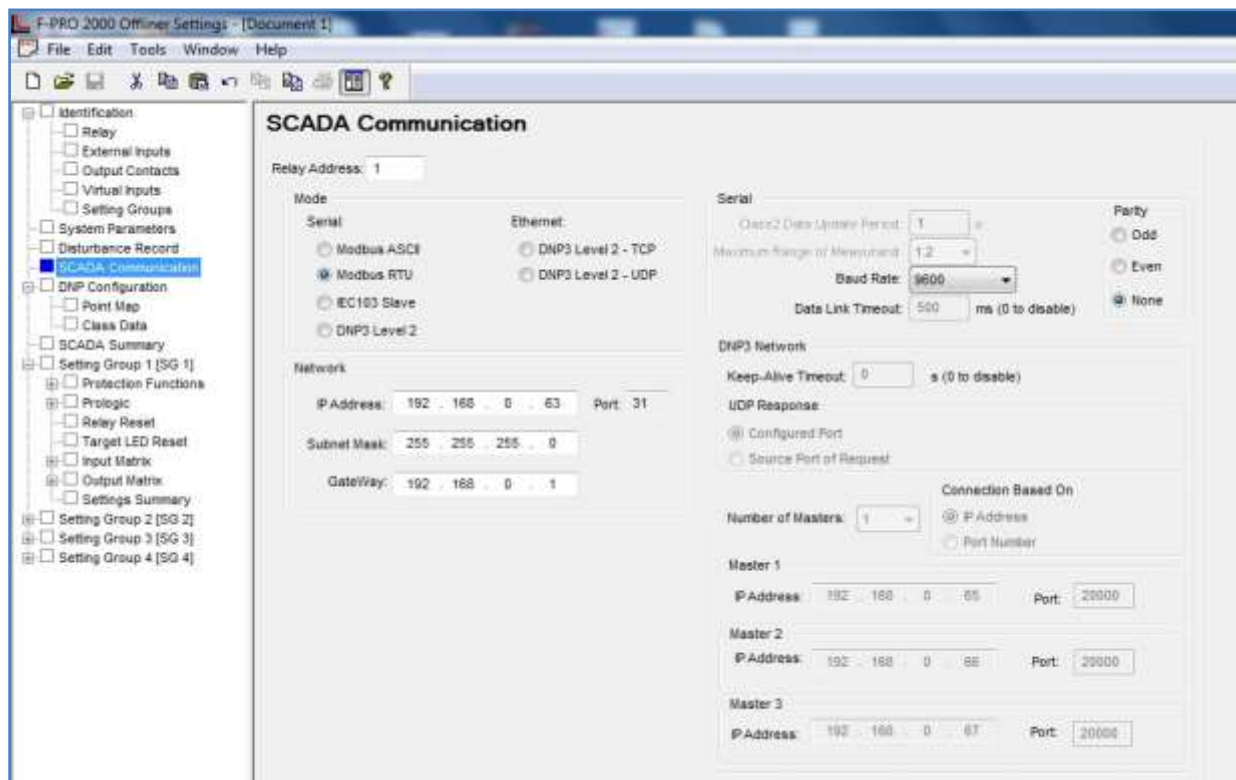 F-PRO 2000 Offliner Settings - [Document 1]
File Edit Tools Window Help
Identification
Relay
External Inputs
Output Contacts
Virtual Inputs
Setting Groups
System Parameters
Disturbance Record
SCADA Communication
DNP Configuration
Point Map
Class Data
SCADA Summary
Setting Group 1 [SG 1]
Protection Functions
Prologic
Relay Reset
Target LED Reset
Input Matrix
Output Matrix
Settings Summary
Setting Group 2 [SG 2]
Setting Group 3 [SG 3]
Setting Group 4 [SG 4]
SCADA Communication
Relay Address: 1
Mode
Serial: Ethernet:
Modbus ASCII DNP3 Level 2 - TCP
Modbus RTU DNP3 Level 2 - UDP
IEC103 Slave
DNP3 Level 2
Network
IP Address: 192 . 168 . 0 . 63 Port: 31
Subnet Mask: 255 . 255 . 255 . 0
GateWay: 192 . 168 . 0 . 1
Serial
Class2 Data Update Period: 1 s
Maximum Range of Measurand: 1.2
Baud Rate: 9600
Data Link Timeout: 500 ms (0 to disable)
Parity
Odd
Even
None
DNP3 Network
Keep-Alive Timeout: 0 s (0 to disable)
UDP Response
Configured Port
Source Port of Request
Number of Masters: 1
Connection Based On
IP Address
Port Number
Master 1
IP Address: 192 . 168 . 0 . 65 Port: 20000
Master 2
IP Address: 192 . 168 . 0 . 66 Port: 20000
Master 3
IP Address: 192 . 168 . 0 . 67 Port: 20000